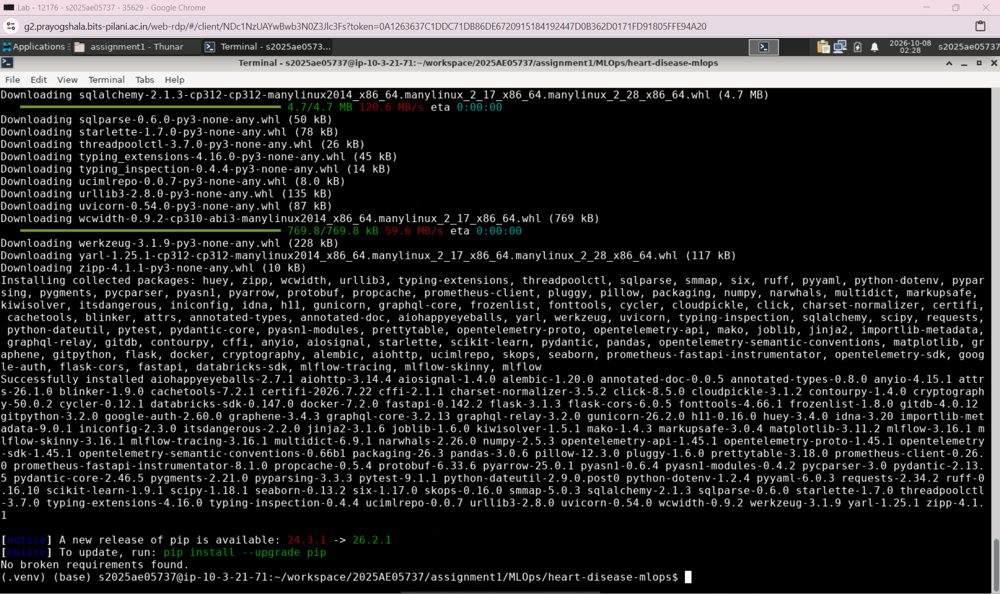 Lab - 12176 - s2025ae05737 - 35629 - Google Chrome
g2.prayogshala.bits-pilani.ac.in/web-rdp/#/client/NDc1NzUAYwBwb3N0Z3Jlc3Fs?token=0A1263637C1DDC71DB86DE6720915184192447D0B362D0171FD91805FFE94A20
Applications assignment1 - Thunar Terminal - s2025ae0573... 2026-10-08 02:28 s2025ae05737
Terminal - s2025ae05737@ip-10-3-21-71:~/workspace/2025AE05737/assignment1/MLOps/heart-disease-mlops
File Edit View Terminal Tabs Help
Downloading sqlalchemy-2.1.3-cp312-cp312-manylinux2014_x86_64.manylinux_2_17_x86_64.manylinux_2_28_x86_64.whl (4.7 MB)
4.7/4.7 MB 120.6 MB/s eta 0:00:00
Downloading sqlparse-0.6.0-py3-none-any.whl (50 kB)
Downloading starlette-1.7.0-py3-none-any.whl (78 kB)
Downloading threadpoolctl-3.7.0-py3-none-any.whl (26 kB)
Downloading typing_extensions-4.16.0-py3-none-any.whl (45 kB)
Downloading typing_inspection-0.4.4-py3-none-any.whl (14 kB)
Downloading ucimlrepo-0.0.7-py3-none-any.whl (8.0 kB)
Downloading urllib3-2.8.0-py3-none-any.whl (135 kB)
Downloading uvicorn-0.54.0-py3-none-any.whl (87 kB)
Downloading wcwidth-0.9.2-cp310-abi3-manylinux2014_x86_64.manylinux_2_17_x86_64.whl (769 kB)
769.8/769.8 kB 59.6 MB/s eta 0:00:00
Downloading werkzeug-3.1.9-py3-none-any.whl (228 kB)
Downloading yarl-1.25.1-cp312-cp312-manylinux2014_x86_64.manylinux_2_17_x86_64.manylinux_2_28_x86_64.whl (117 kB)
Downloading zipp-4.1.1-py3-none-any.whl (10 kB)
Installing collected packages: huey, zipp, wcwidth, urllib3, typing-extensions, threadpoolctl, sqlparse, smmap, six, ruff, pyyaml, python-dotenv, pypar
sing, pygments, pycparser, pyasn1, pyarrow, protobuf, propcache, prometheus-client, pluggy, pillow, packaging, numpy, narwhals, multidict, markupsafe,
kiwisolver, itsdangerous, iniconfig, idna, h11, gunicorn, graphql-core, frozenlist, fonttools, cycler, cloudpickle, click, charset-normalizer, certifi,
cachetools, blinker, attrs, annotated-types, annotated-doc, aiohappyeyeballs, yarl, werkzeug, uvicorn, typing-inspection, sqlalchemy, scipy, requests,
python-dateutil, pytest, pydantic-core, pyasn1-modules, prettytable, opentelemetry-proto, opentelemetry-api, mako, joblib, jinja2, importlib-metadata,
graphql-relay, gitdb, contourpy, cffi, anyio, aiosignal, starlette, scikit-learn, pydantic, pandas, opentelemetry-semantic-conventions, matplotlib, gr
aphene, gitpython, flask, docker, cryptography, alembic, aiohttp, ucimlrepo, skops, seaborn, prometheus-fastapi-instrumentator, opentelemetry-sdk, goog
le-auth, flask-cors, fastapi, databricks-sdk, mlflow-tracing, mlflow-skinny, mlflow
Successfully installed aiohappyeyeballs-2.7.1 aiohttp-3.14.4 aiosignal-1.4.0 alembic-1.20.0 annotated-doc-0.0.5 annotated-types-0.8.0 anyio-4.15.1 attr
s-26.1.0 blinker-1.9.0 cachetools-7.2.1 certifi-2026.7.22 cffi-2.1.1 charset-normalizer-3.5.2 click-8.5.0 cloudpickle-3.1.2 contourpy-1.4.0 cryptograph
y-50.0.2 cycler-0.12.1 databricks-sdk-0.147.0 docker-7.2.0 fastapi-0.142.2 flask-3.1.3 flask-cors-6.0.5 fonttools-4.66.1 frozenlist-1.8.0 gitdb-4.0.12
gitpython-3.2.0 google-auth-2.60.0 graphene-3.4.3 graphql-core-3.2.13 graphql-relay-3.2.0 gunicorn-26.2.0 h11-0.16.0 huey-3.4.0 idna-3.20 importlib-met
adata-9.0.1 iniconfig-2.3.0 itsdangerous-2.2.0 jinja2-3.1.6 joblib-1.6.0 kiwisolver-1.5.1 mako-1.4.3 markupsafe-3.0.4 matplotlib-3.11.2 mlflow-3.16.1 m
lflow-skinny-3.16.1 mlflow-tracing-3.16.1 multidict-6.9.1 narwhals-2.26.0 numpy-2.5.3 opentelemetry-api-1.45.1 opentelemetry-proto-1.45.1 opentelemetry
-sdk-1.45.1 opentelemetry-semantic-conventions-0.66b1 packaging-26.3 pandas-3.0.6 pillow-12.3.0 pluggy-1.6.0 prettytable-3.18.0 prometheus-client-0.26.
0 prometheus-fastapi-instrumentator-8.1.0 propcache-0.5.4 protobuf-6.33.6 pyarrow-25.0.1 pyasn1-0.6.4 pyasn1-modules-0.4.2 pycparser-3.0 pydantic-2.13.
5 pydantic-core-2.46.5 pygments-2.21.0 pyparsing-3.3.3 pytest-9.1.1 python-dateutil-2.9.0.post0 python-dotenv-1.2.4 pyyaml-6.0.3 requests-2.34.2 ruff-0
.16.10 scikit-learn-1.9.1 scipy-1.18.1 seaborn-0.13.2 six-1.17.0 skops-0.16.0 smmap-5.0.3 sqlalchemy-2.1.3 sqlparse-0.6.0 starlette-1.7.0 threadpoolctl
-3.7.0 typing-extensions-4.16.0 typing-inspection-0.4.4 ucimlrepo-0.0.7 urllib3-2.8.0 uvicorn-0.54.0 wcwidth-0.9.2 werkzeug-3.1.9 yarl-1.25.1 zipp-4.1.
1
[notice] A new release of pip is available: 24.3.1 -> 26.2.1
[notice] To update, run: pip install --upgrade pip
No broken requirements found.
(.venv) (base) s2025ae05737@ip-10-3-21-71:~/workspace/2025AE05737/assignment1/MLOps/heart-disease-mlops$